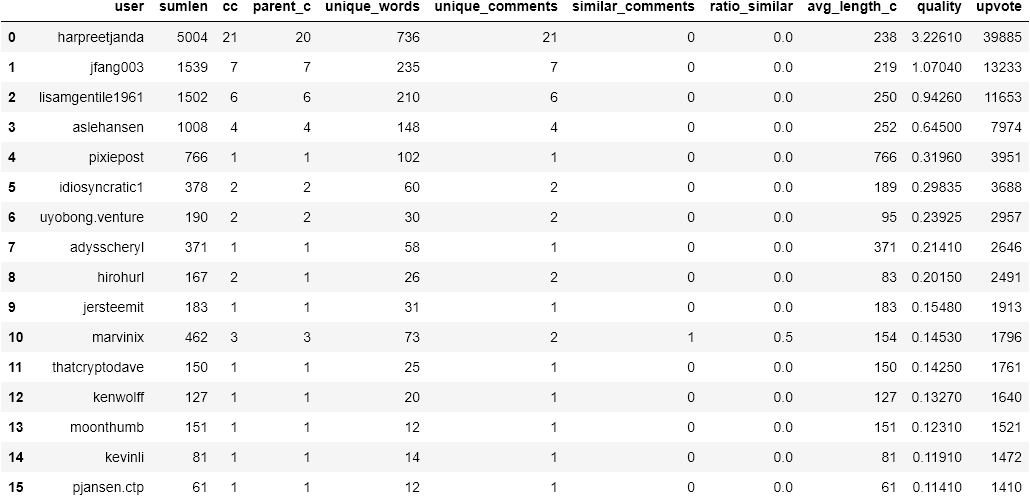 user sumlen cc parent_c unique_words unique_comments similar_comments ratio_similar avg_length_c quality upvote
0 harpreetjanda 5004 21 20 736 21 0 0.0 238 3.22610 39885
1 jfang003 1539 7 7 235 7 0 0.0 219 1.07040 13233
2 lisamgentile1961 1502 6 6 210 6 0 0.0 250 0.94260 11653
3 aslehansen 1008 4 4 148 4 0 0.0 252 0.64500 7974
4 pixiepost 766 1 1 102 1 0 0.0 766 0.31960 3951
5 idiosyncratic1 378 2 2 60 2 0 0.0 189 0.29835 3688
6 uyobong.venture 190 2 2 30 2 0 0.0 95 0.23925 2957
7 adysscheryl 371 1 1 58 1 0 0.0 371 0.21410 2646
8 hirohurl 167 2 1 26 2 0 0.0 83 0.20150 2491
9 jersteemit 183 1 1 31 1 0 0.0 183 0.15480 1913
10 marvinix 462 3 3 73 2 1 0.5 154 0.14530 1796
11 thatcryptodave 150 1 1 25 1 0 0.0 150 0.14250 1761
12 kenwolff 127 1 1 20 1 0 0.0 127 0.13270 1640
13 moonthumb 151 1 1 12 1 0 0.0 151 0.12310 1521
14 kevinli 81 1 1 14 1 0 0.0 81 0.11910 1472
15 pjansen.ctp 61 1 1 12 1 0 0.0 61 0.11410 1410